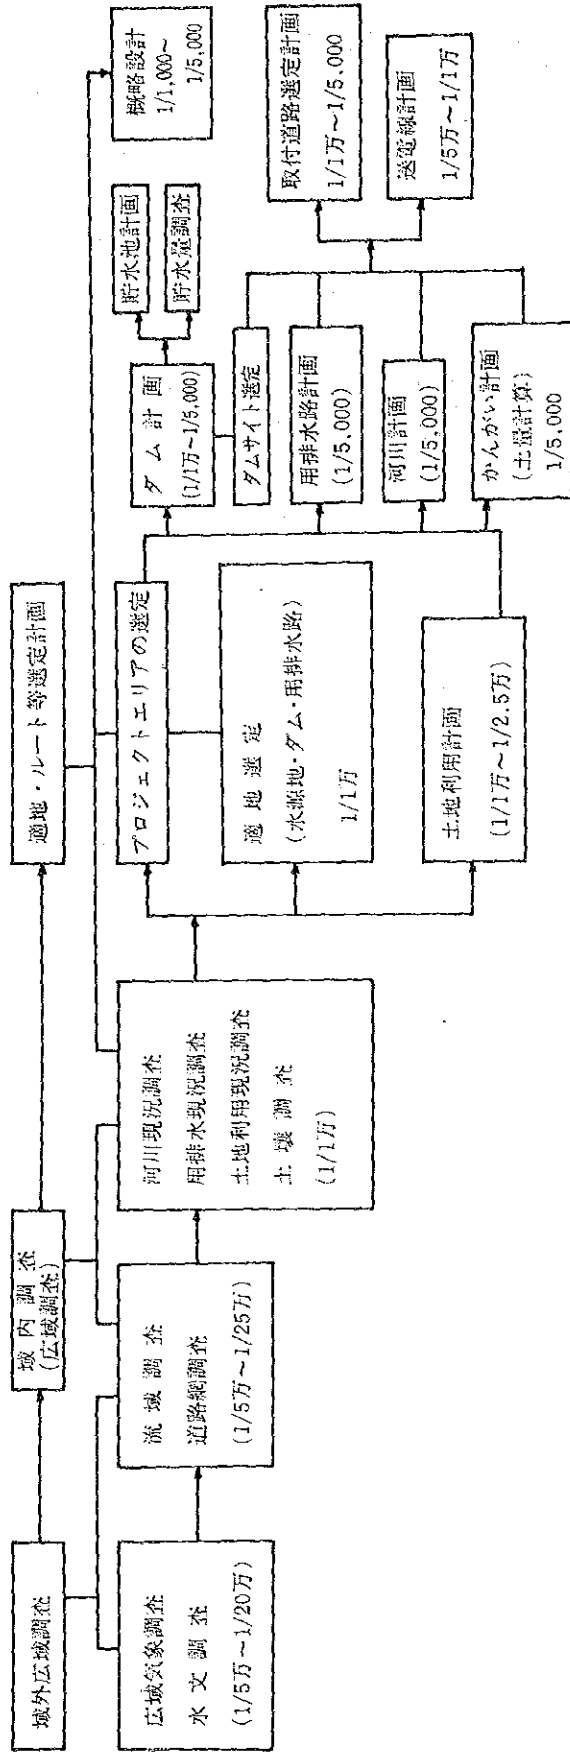 域外広域調査
域内調査
(広域調査)
適地・ルート等選定計画
広域気象調査
水文調査
(1/5万～1/20万)
流域調査
道路網調査
(1/5万～1/25万)
河川現況調査
用排水現況調査
土地利用現況調査
土壌調査
(1/1万)
プロジェクトエリアの選定
適地選定
(水源地・ダム・用排水路)
1/1万
土地利用計画
(1/1万～1/2.5万)
ダム計画
(1/1万～1/5,000)
ダムサイト選定
用排水路計画
(1/5,000)
河川計画
(1/5,000)
かんがい計画
(土量計算)
1/5,000
貯水池計画
貯水量調査
概略設計
1/1,000～
1/5,000
取付道路選定計画
1/1万～1/5,000
送電線計画
1/5万～1/1万